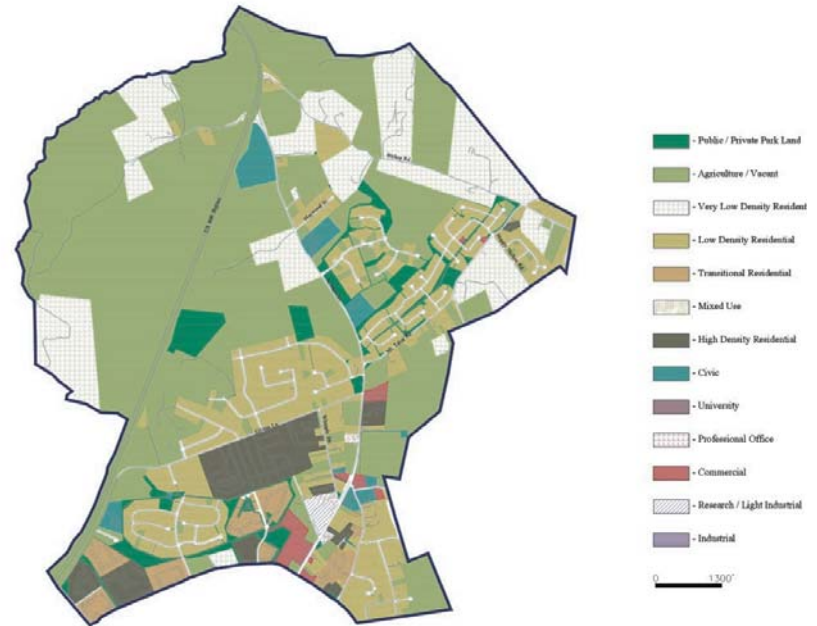 - Public / Private Park Land
- Agriculture / Vacant
- Very Low Density Resident
- Low Density Residential
- Transitional Residential
- Mixed Use
- High Density Residential
- Civic
- University
- Professional Office
- Commercial
- Research / Light Industrial
- Industrial
0 1300'